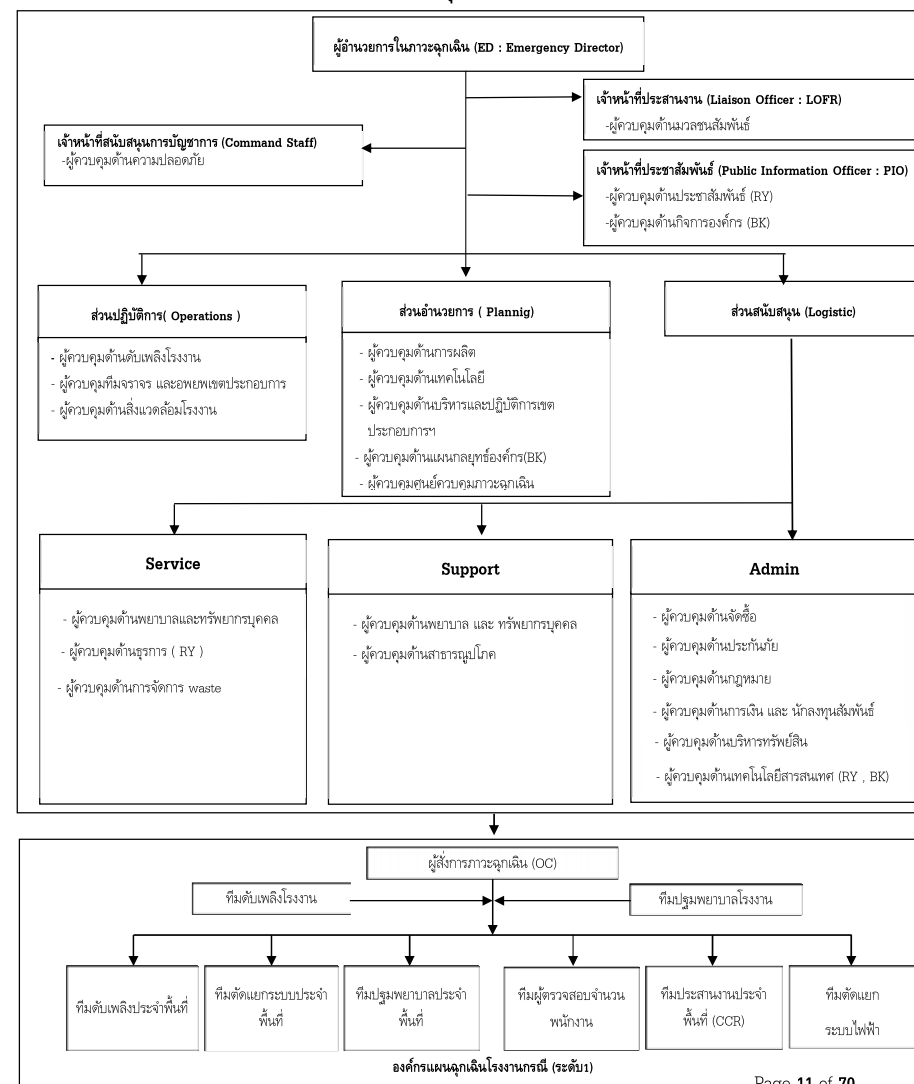 ผู้อำนวยการในภาวะฉุกเฉิน (ED : Emergency Director)
เจ้าหน้าที่ประสานงาน (Liaison Officer : LOFR)
-ผู้ควบคุมด้านมวลชนสัมพันธ์
เจ้าหน้าที่สนับสนุนการบัญชาการ (Command Staff)
-ผู้ควบคุมด้านความปลอดภัย
เจ้าหน้าที่ประชาสัมพันธ์ (Public Information Officer : PIO)
-ผู้ควบคุมด้านประชาสัมพันธ์ (RY)
-ผู้ควบคุมด้านกิจการองค์กร (BK)
ส่วนปฏิบัติการ( Operations )
- ผู้ควบคุมด้านดับเพลิงโรงงาน
- ผู้ควบคุมทีมจราจร และอพยพเขตประกอบการ
- ผู้ควบคุมด้านสิ่งแวดล้อมโรงงาน
ส่วนอำนวยการ ( Plannig)
- ผู้ควบคุมด้านการผลิต
- ผู้ควบคุมด้านเทคโนโลยี
- ผู้ควบคุมด้านบริหารและปฏิบัติการเขต
ประกอบการฯ
- ผู้ควบคุมด้านแผนกลยุทธ์องค์กร(BK)
- ผู้ควบคุมศูนย์ควบคุมภาวะฉุกเฉิน
ส่วนสนับสนุน (Logistic)
Service
- ผู้ควบคุมด้านพยาบาลและทรัพยากรบุคคล
- ผู้ควบคุมด้านธุรการ ( RY )
- ผู้ควบคุมด้านการจัดการ waste
Support
- ผู้ควบคุมด้านพยาบาล และ ทรัพยากรบุคคล
- ผู้ควบคุมด้านสาธารณูปโภค
Admin
- ผู้ควบคุมด้านจัดซื้อ
- ผู้ควบคุมด้านประกันภัย
- ผู้ควบคุมด้านกฎหมาย
- ผู้ควบคุมด้านการเงิน และ นักลงทุนสัมพันธ์
- ผู้ควบคุมด้านบริหารทรัพย์สิน
- ผู้ควบคุมด้านเทคโนโลยีสารสนเทศ (RY , BK)
ผู้สั่งการภาวะฉุกเฉิน (OC)
ทีมดับเพลิงโรงงาน
ทีมปฐมพยาบาลโรงงาน
ทีมดับเพลิงประจำพื้นที่
ทีมตัดแยกระบบประจำ
พื้นที่
ทีมปฐมพยาบาลประจำ
พื้นที่
ทีมผู้ตรวจสอบจำนวน
พนักงาน
ทีมประสานงานประจำ
พื้นที่ (CCR)
ทีมตัดแยก
ระบบไฟฟ้า
องค์กรแผนฉุกเฉินโรงงานกรณี (ระดับ1)
Page 11 of 70